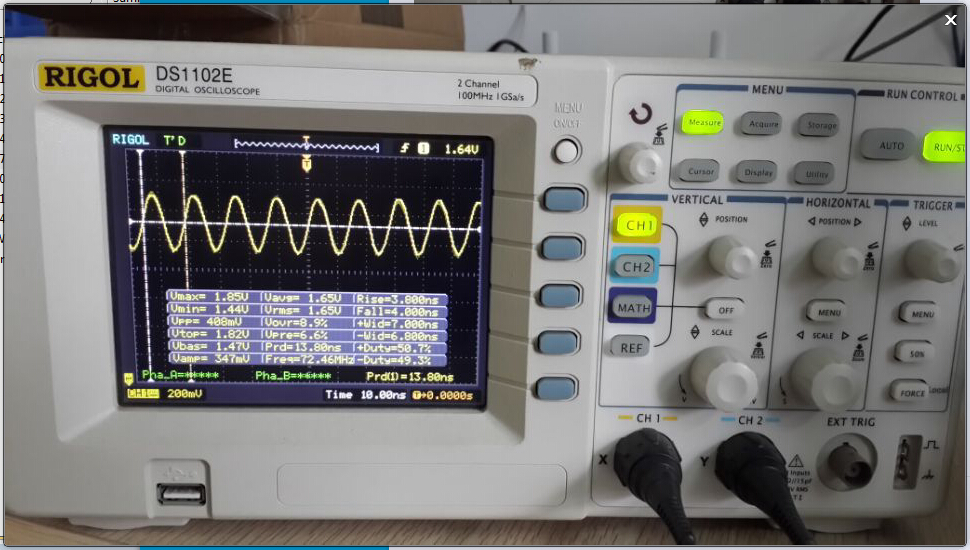 RIGOL DS1102E
DIGITAL OSCILLOSCOPE
2 Channel
100MHz 1GSa/s
MENU
ON/OFF
RIGOL T'D T 1 1.64V
T
Vmax= 1.85V Vavg= 1.65V Rise=3.800ns
Vmin= 1.44V Vrms= 1.65V Fall=4.000ns
Vpp= 408mV Vovr=8.9% +Wid=7.000ns
Vtop= 1.82V Vpre=6.6% -Wid=6.800ns
Vbas= 1.47V Prd=13.80ns +Duty=50.7%
Vamp= 347mV Freq=72.46MHz -Duty=49.3%
Pha_A=***** Pha_B=***** Prd(1)=13.80ns
CH1 200mV Time 10.00ns T→0.0000s
MENU
RUN CONTROL
Measure Acquire Storage
AUTO RUN/ST
Cursor Display Utility
VERTICAL
HORIZONTAL
TRIGGER
CH1
POSITION
POSITION
LEVEL
CH2
MATH
OFF
MENU
MENU
REF
SCALE
SCALE
50%
FORCE
Local
CH 1
CH 2
EXT TRIG
X
Y